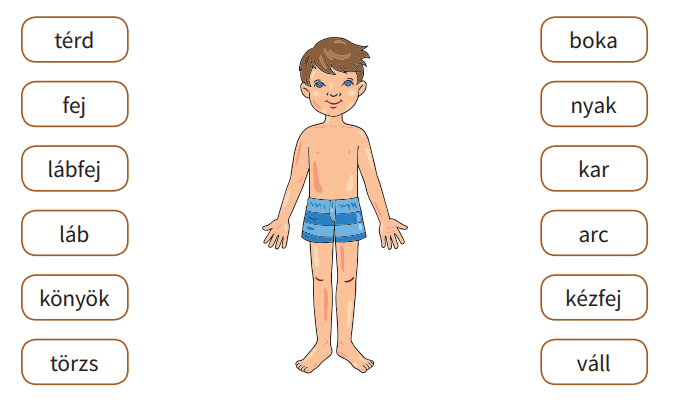 térd
fej
lábfej
láb
könyök
törzs
boka
nyak
kar
arc
kézfej
váll